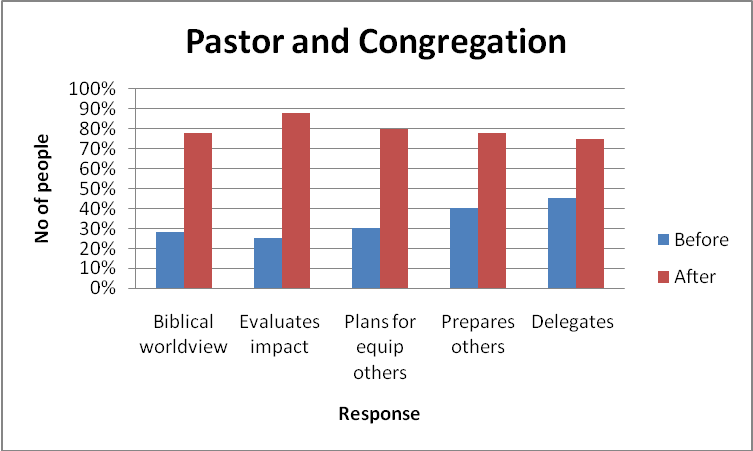 Pastor and Congregation
No of people
100%
90%
80%
70%
60%
50%
40%
30%
20%
10%
0%
Biblical
worldview
Evaluates
impact
Plans for
equip
others
Prepares
others
Delegates
Response
Before
After